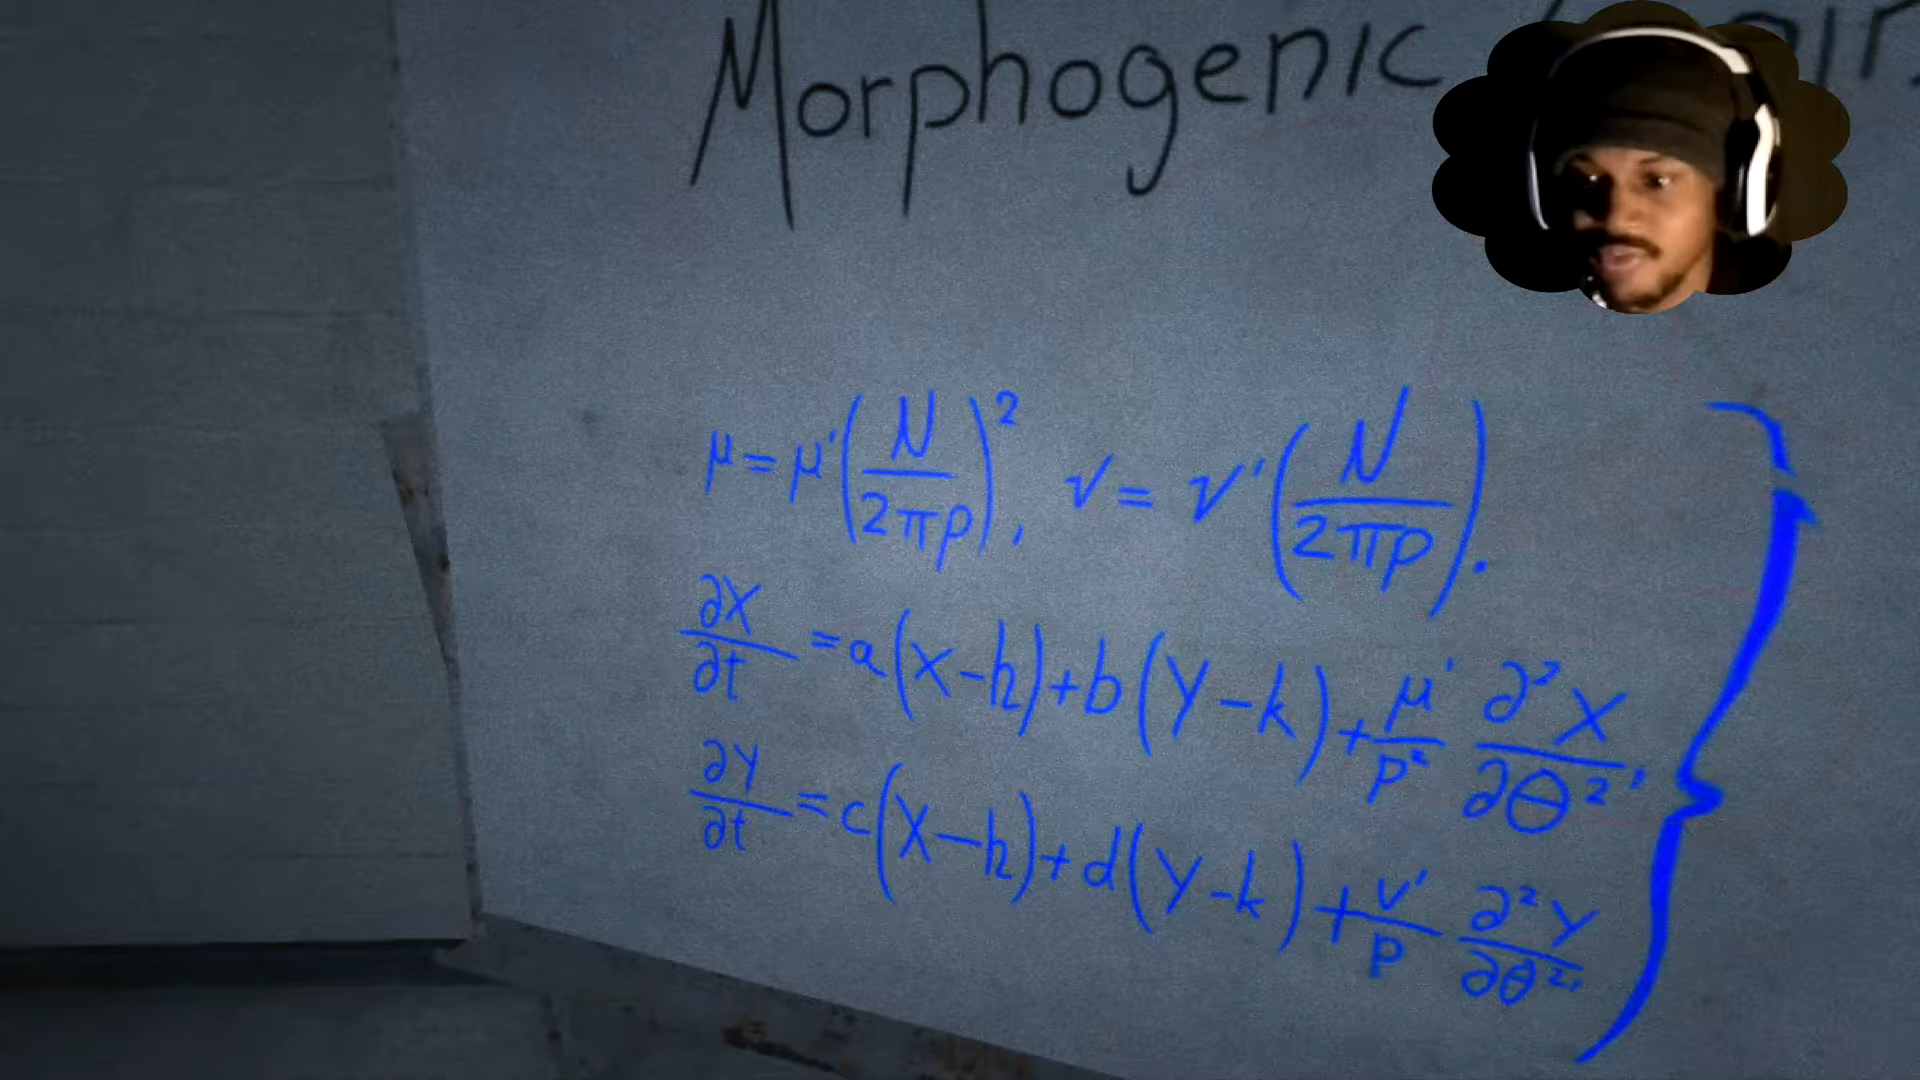 Morphogenic
μ = μ′(N/2πρ)², ν = ν′(N/2πρ).
∂X/∂t = a(X−h)+b(Y−k)+μ′/ρ² ∂²X/∂θ²,
∂Y/∂t = c(X−h)+d(Y−k)+ν′/ρ ∂²Y/∂θ²,